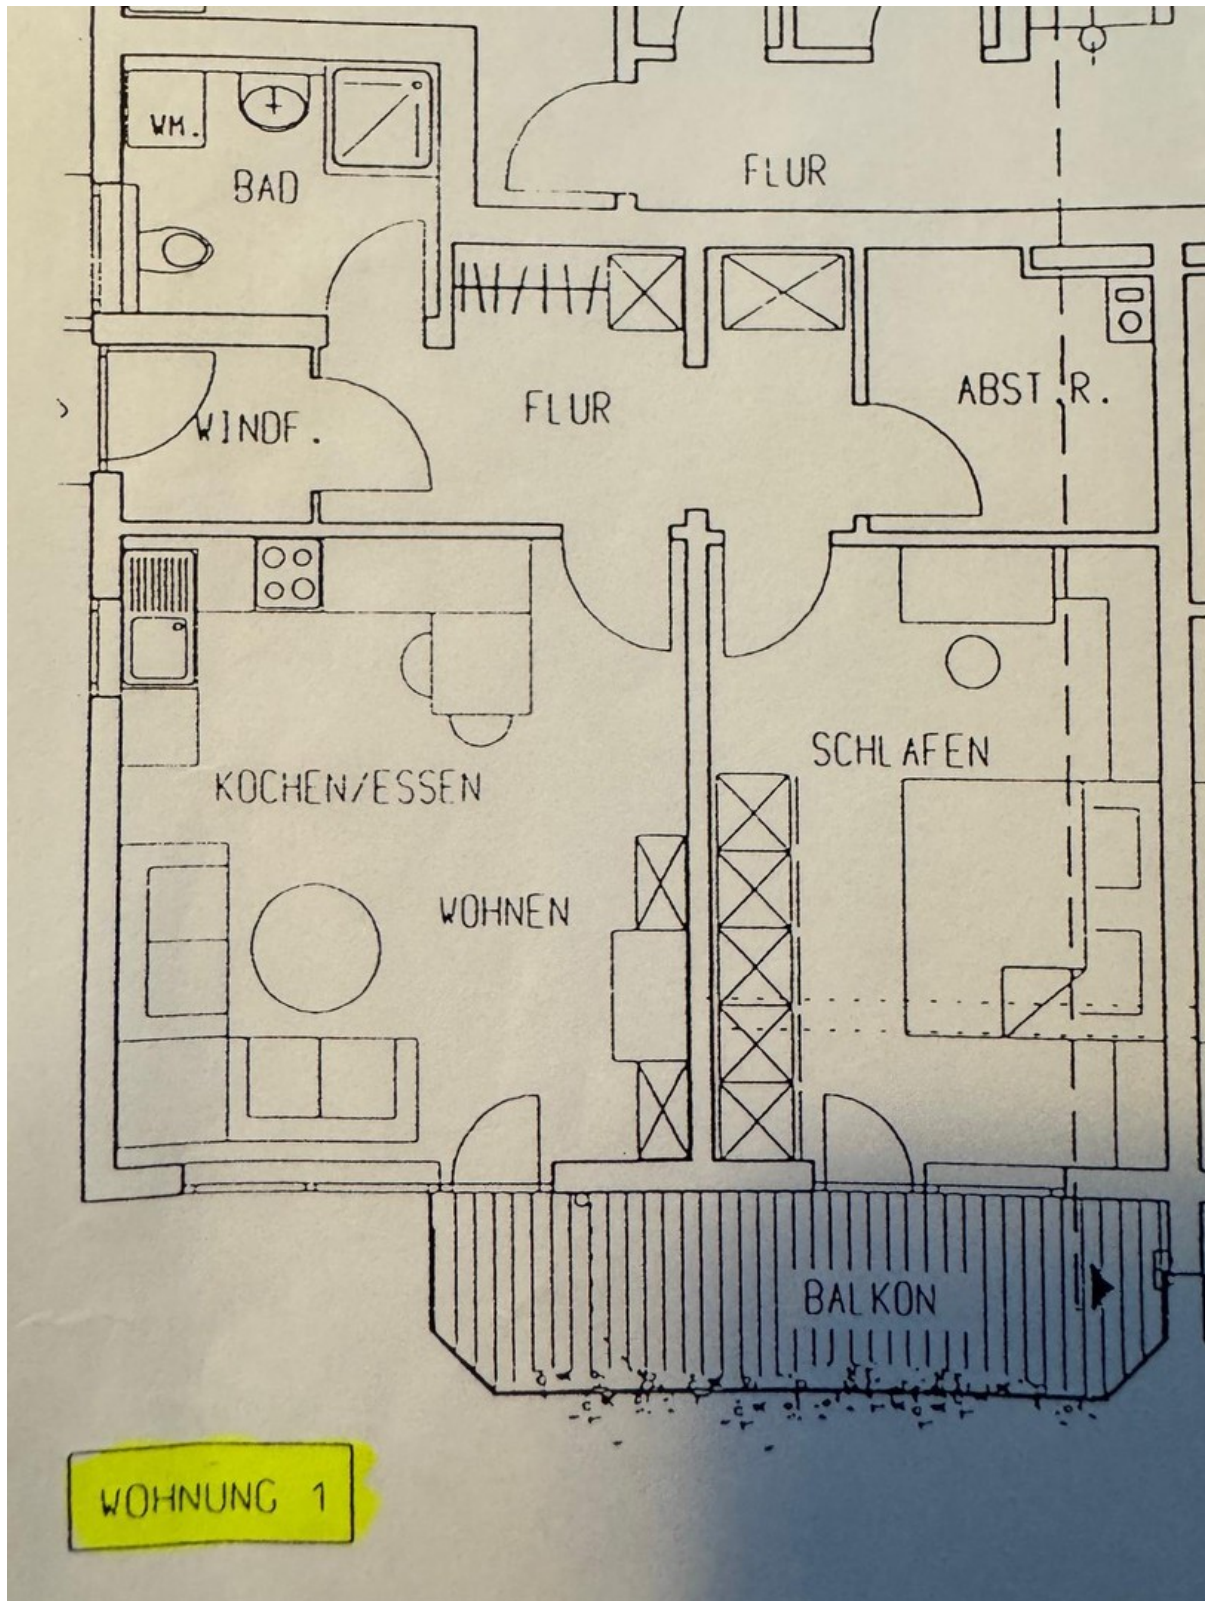 WM.
BAD
FLUR
FLUR
ABST.R.
WINDF.
SCHLAFEN
KOCHEN/ESSEN
WOHNEN
BALKON
WOHNUNG 1